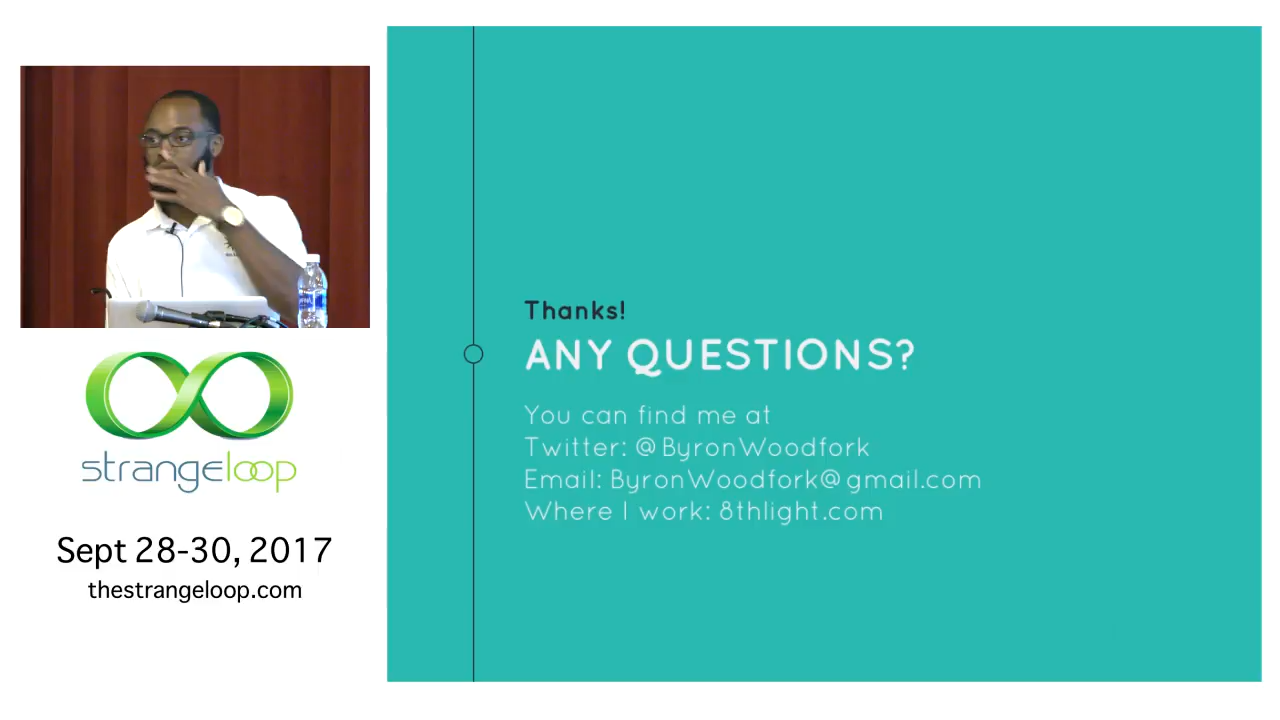 strangeloop
Sept 28-30, 2017
thestrangeloop.com
Thanks!
ANY QUESTIONS?
You can find me at
Twitter: @ByronWoodfork
Email: ByronWoodfork@gmail.com
Where I work: 8thlight.com